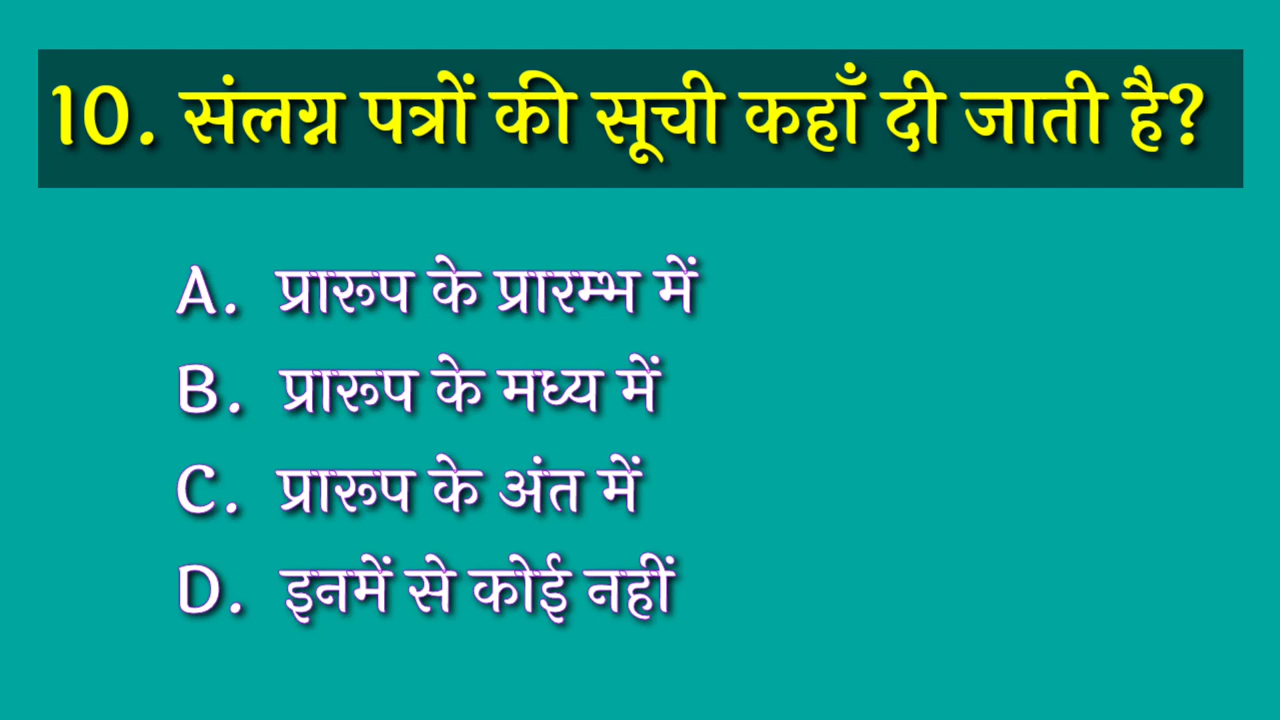 10. संलग्न पत्रों की सूची कहाँ दी जाती है?
A. प्रारूप के प्रारम्भ में
B. प्रारूप के मध्य में
C. प्रारूप के अंत में
D. इनमें से कोई नहीं